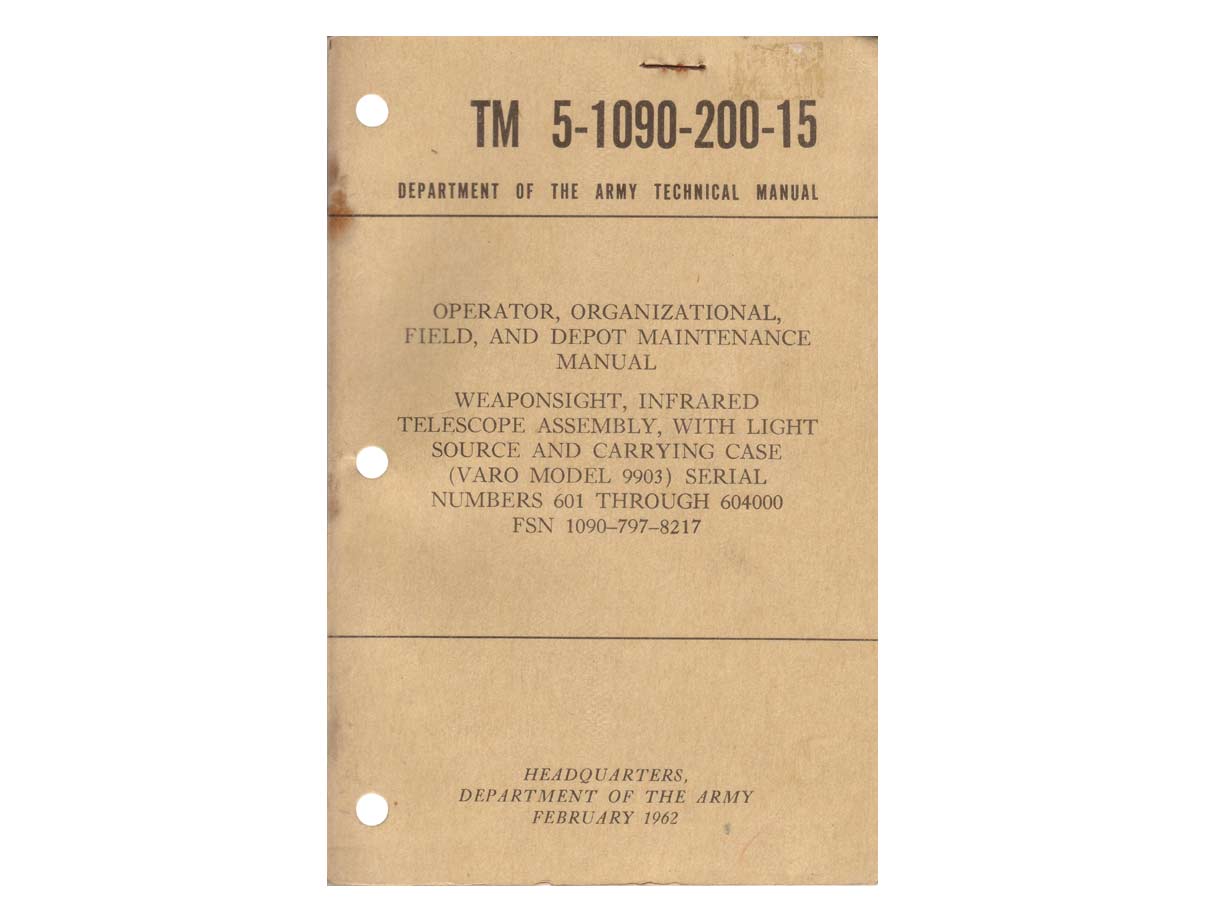 TM 5-1090-200-15
DEPARTMENT OF THE ARMY TECHNICAL MANUAL
OPERATOR, ORGANIZATIONAL,
FIELD, AND DEPOT MAINTENANCE
MANUAL
WEAPONSIGHT, INFRARED
TELESCOPE ASSEMBLY, WITH LIGHT
SOURCE AND CARRYING CASE
(VARO MODEL 9903) SERIAL
NUMBERS 601 THROUGH 604000
FSN 1090–797–8217
HEADQUARTERS,
DEPARTMENT OF THE ARMY
FEBRUARY 1962